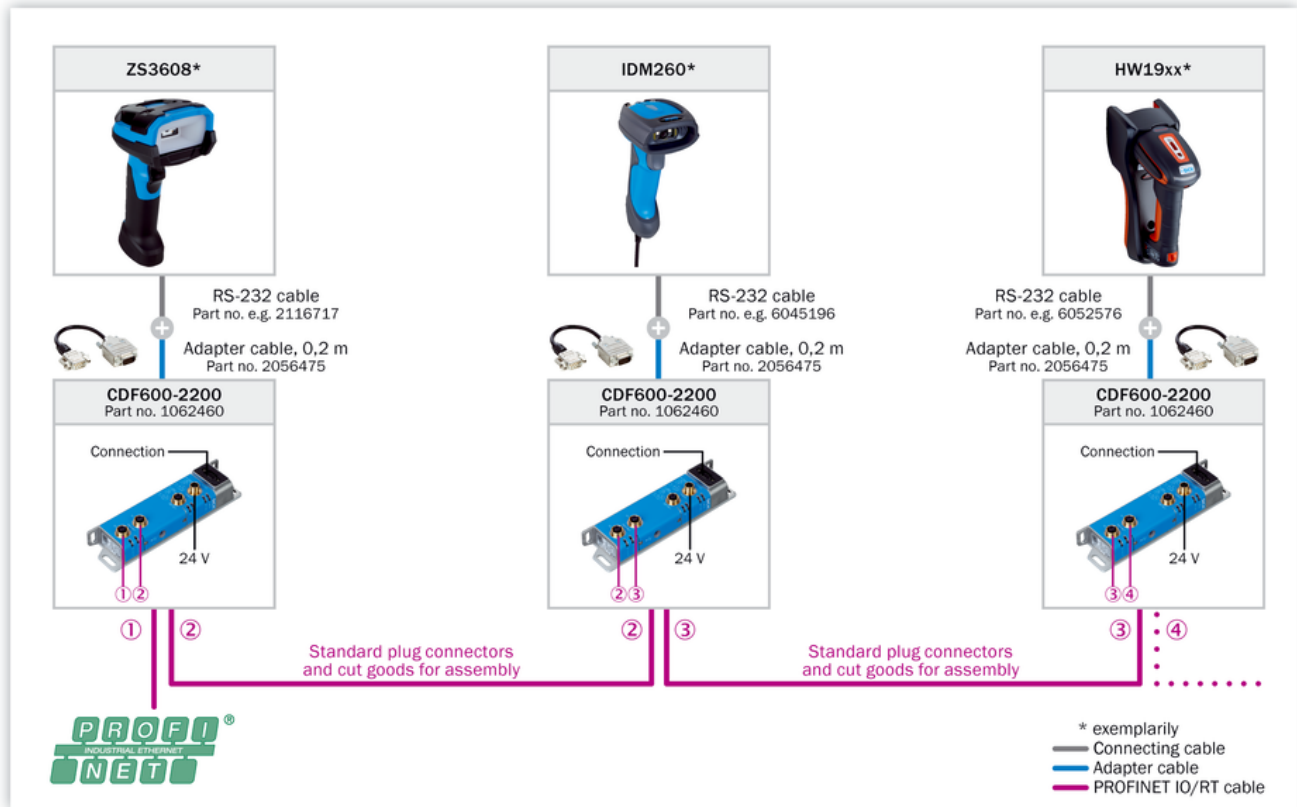 ZS3608*
IDM260*
HW19xx*
RS-232 cable
Part no. e.g. 2116717
Adapter cable, 0,2 m
Part no. 2056475
RS-232 cable
Part no. e.g. 6045196
Adapter cable, 0,2 m
Part no. 2056475
RS-232 cable
Part no. e.g. 6052576
Adapter cable, 0,2 m
Part no. 2056475
CDF600-2200
Part no. 1062460
Connection
24 V
①②
CDF600-2200
Part no. 1062460
Connection
24 V
②③
CDF600-2200
Part no. 1062460
Connection
24 V
③④
① ②
② ③
③ ④
Standard plug connectors
and cut goods for assembly
Standard plug connectors
and cut goods for assembly
PROFI®
INDUSTRIAL ETHERNET
NET
* exemplarily
Connecting cable
Adapter cable
PROFINET IO/RT cable